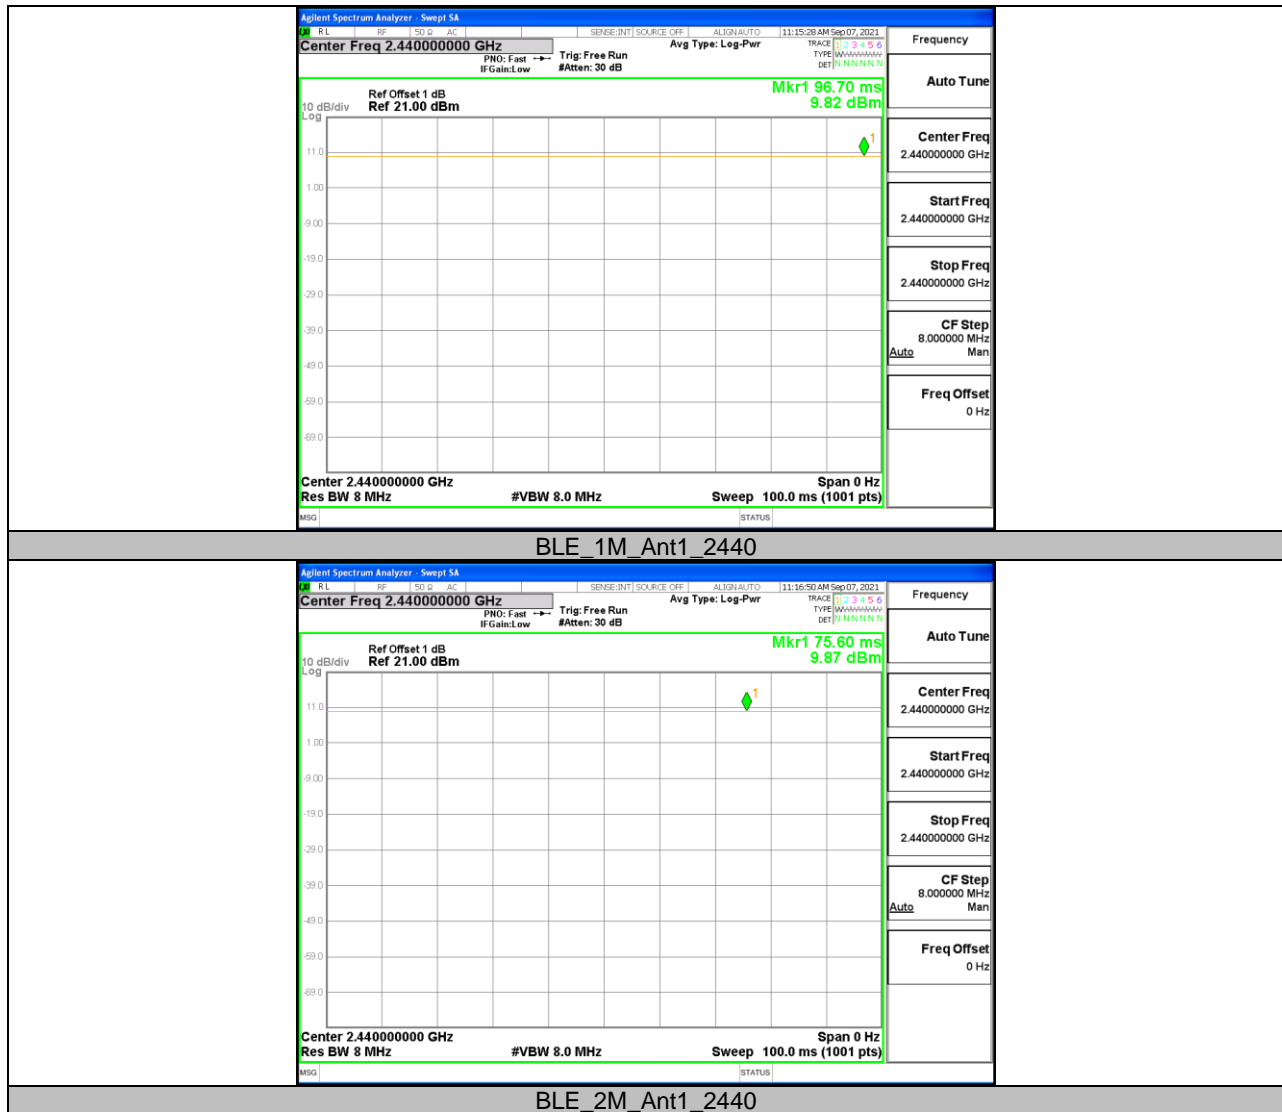 Agilent Spectrum Analyzer - Swept SA
RL RF 50 Ω AC SENSE:INT SOURCE OFF ALIGNAUTO 11:15:28 AM Sep 07, 2021
Center Freq 2.440000000 GHz Avg Type: Log-Pwr TRACE 1 2 3 4 5 6
PNO: Fast Trig: Free Run TYPE
IFGain:Low #Atten: 30 dB DET N N N N N N
Frequency
Mkr1 96.70 ms
Ref Offset 1 dB
10 dB/div Ref 21.00 dBm 9.82 dBm
Log
1
11.0
1.00
-9.00
-19.0
-29.0
-39.0
-49.0
-59.0
-69.0
Center 2.440000000 GHz Span 0 Hz
Res BW 8 MHz #VBW 8.0 MHz Sweep 100.0 ms (1001 pts)
MSG STATUS
Auto Tune
Center Freq
2.440000000 GHz
Start Freq
2.440000000 GHz
Stop Freq
2.440000000 GHz
CF Step
8.000000 MHz
Auto Man
Freq Offset
0 Hz
BLE_1M_Ant1_2440
Agilent Spectrum Analyzer - Swept SA
RL RF 50 Ω AC SENSE:INT SOURCE OFF ALIGNAUTO 11:16:50 AM Sep 07, 2021
Center Freq 2.440000000 GHz Avg Type: Log-Pwr TRACE 1 2 3 4 5 6
PNO: Fast Trig: Free Run TYPE
IFGain:Low #Atten: 30 dB DET N N N N N N
Frequency
Mkr1 75.60 ms
Ref Offset 1 dB
10 dB/div Ref 21.00 dBm 9.87 dBm
Log
1
11.0
1.00
-9.00
-19.0
-29.0
-39.0
-49.0
-59.0
-69.0
Center 2.440000000 GHz Span 0 Hz
Res BW 8 MHz #VBW 8.0 MHz Sweep 100.0 ms (1001 pts)
MSG STATUS
Auto Tune
Center Freq
2.440000000 GHz
Start Freq
2.440000000 GHz
Stop Freq
2.440000000 GHz
CF Step
8.000000 MHz
Auto Man
Freq Offset
0 Hz
BLE_2M_Ant1_2440